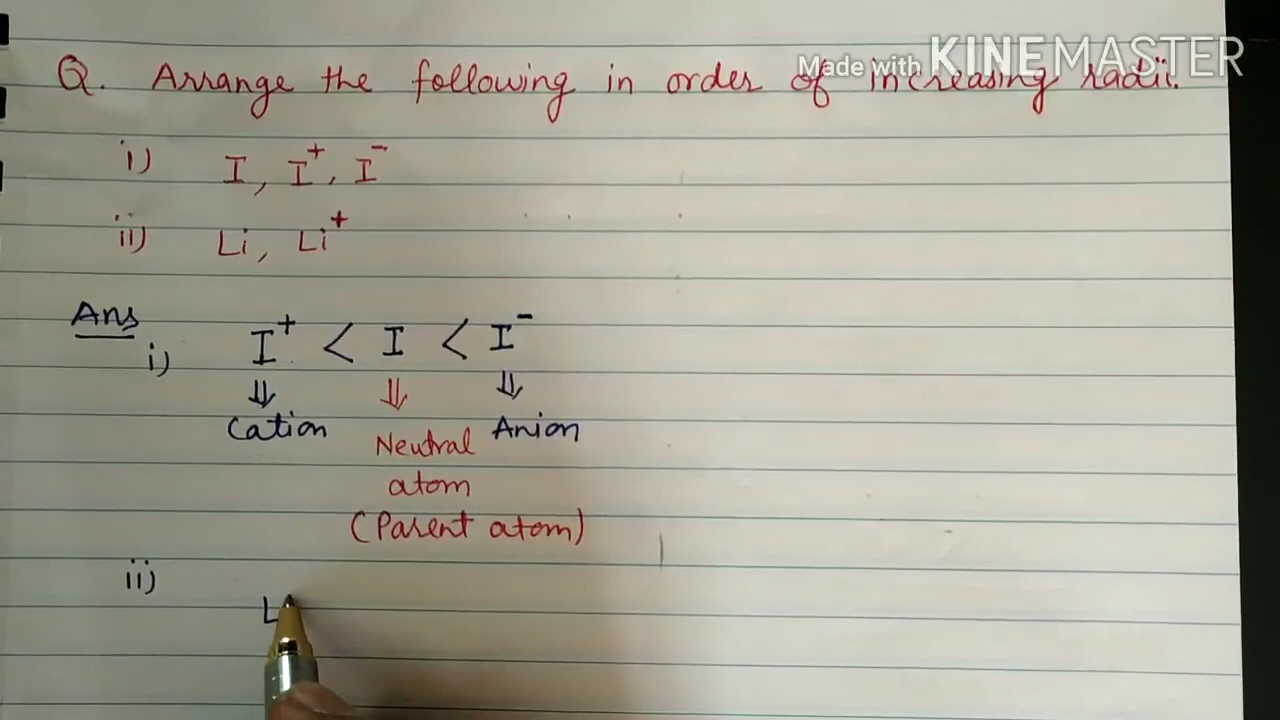 Made with KINEMASTER
Q. Arrange the following in order of increasing radii.
i) I, I⁺, I⁻
ii) Li, Li⁺
Ans
i) I⁺ < I < I⁻
⇓ ⇓ ⇓
Cation Neutral atom (Parent atom) Anion
ii) L